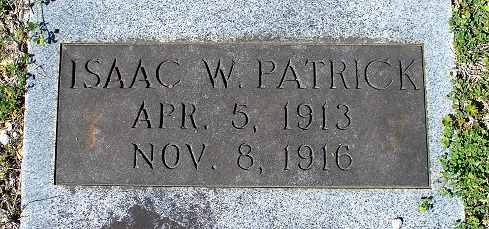 ISAAC W. PATRICK
APR. 5, 1913
NOV. 8, 1916